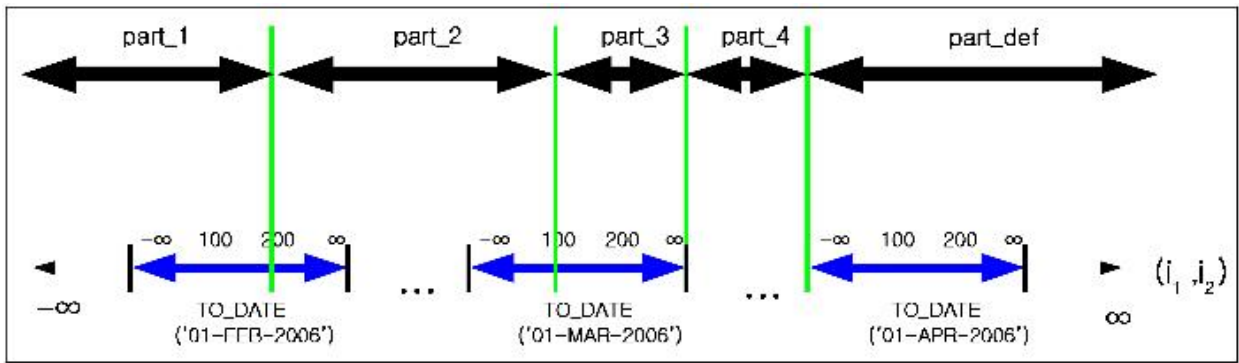 part_1 part_2 part_3 part_4 part_def
−∞ 100 200 ∞ −∞ 100 200 ∞ −∞ 100 200 ∞
... ... (i1 ,i2)
−∞ TO_DATE TO_DATE TO_DATE ∞
('01-FEB-2006') ('01-MAR-2006') ('01-APR-2006')